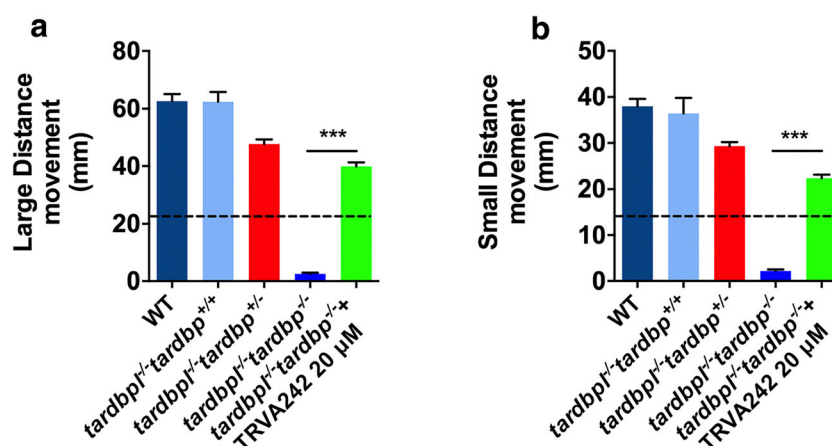 a
Large Distance
movement
(mm)
80
60
40
20
0
***
WT
tardbpl-/-tardbp+/+
tardbpl-/-tardbp+/-
tardbpl-/-tardbp-/-
tardbpl-/-tardbp-/-+
TRVA242 20 µM
b
Small Distance
movement
(mm)
50
40
30
20
10
0
***
WT
tardbpl-/-tardbp+/+
tardbpl-/-tardbp+/-
tardbpl-/-tardbp-/-
tardbpl-/-tardbp-/-+
TRVA242 20 µM